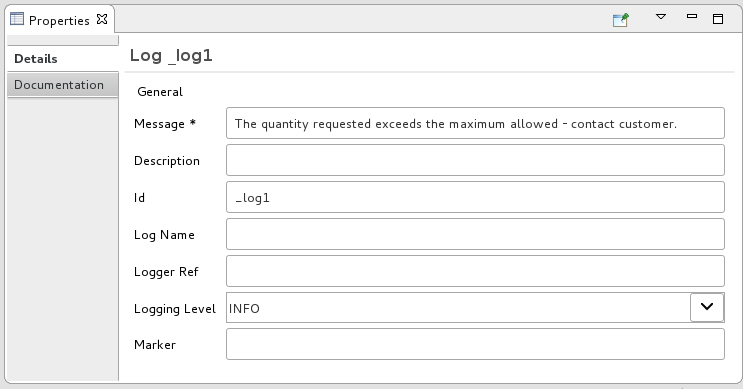 Properties
Details
Documentation
Log _log1
General
Message * The quantity requested exceeds the maximum allowed - contact customer.
Description
Id _log1
Log Name
Logger Ref
Logging Level INFO
Marker